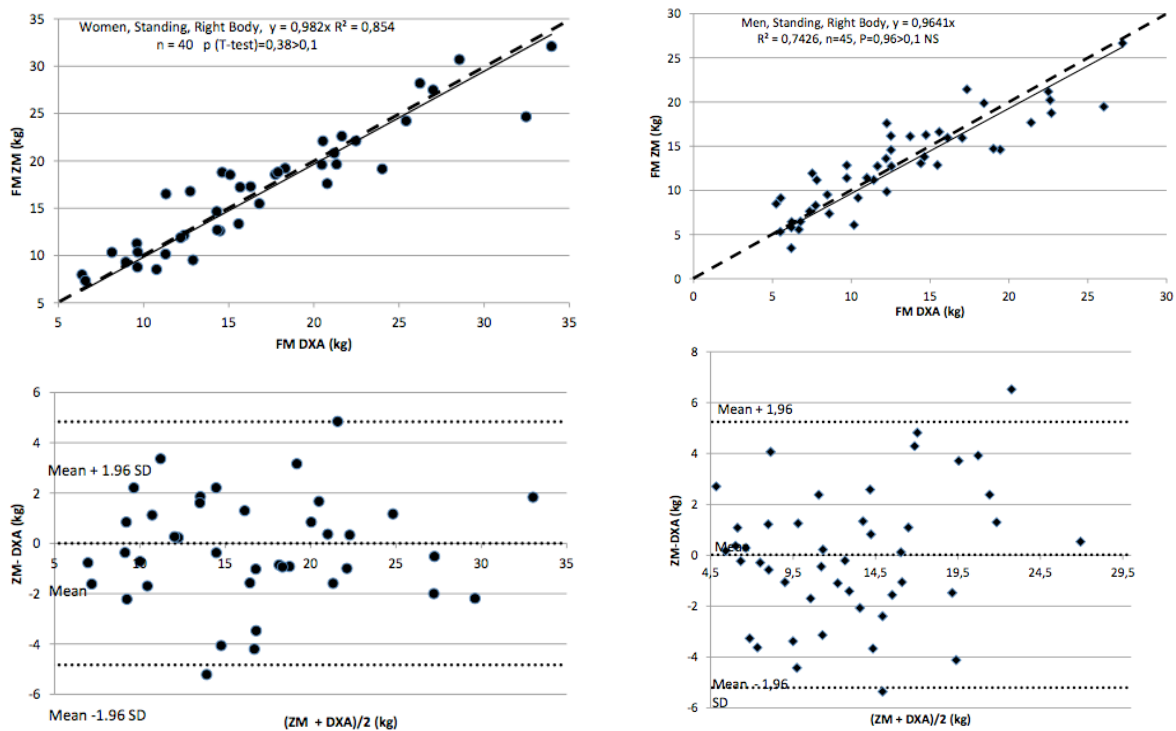 Women, Standing, Right Body, y = 0,982x R² = 0,854
n = 40 p (T-test)=0,38>0,1
35
30
25
20
15
10
5
FM ZM (kg)
5 10 15 20 25 30 35
FM DXA (kg)
Men, Standing, Right Body, y = 0,9641x
R² = 0,7426, n=45, P=0,96>0,1 NS
30
25
20
15
10
5
0
FM ZM (kg)
0 5 10 15 20 25 30
FM DXA (kg)
6
4
2
0
-2
-4
-6
ZM- DXA (kg)
Mean + 1.96 SD
5 10 15 20 25 30 35
Mean
Mean -1.96 SD
(ZM + DXA)/2 (kg)
8
6
4
2
0
-2
-4
-6
ZM-DXA (kg)
Mean + 1,96
Mean
4,5 9,5 14,5 19,5 24,5 29,5
Mean - 1,96
SD
(ZM + DXA)/2 (kg)